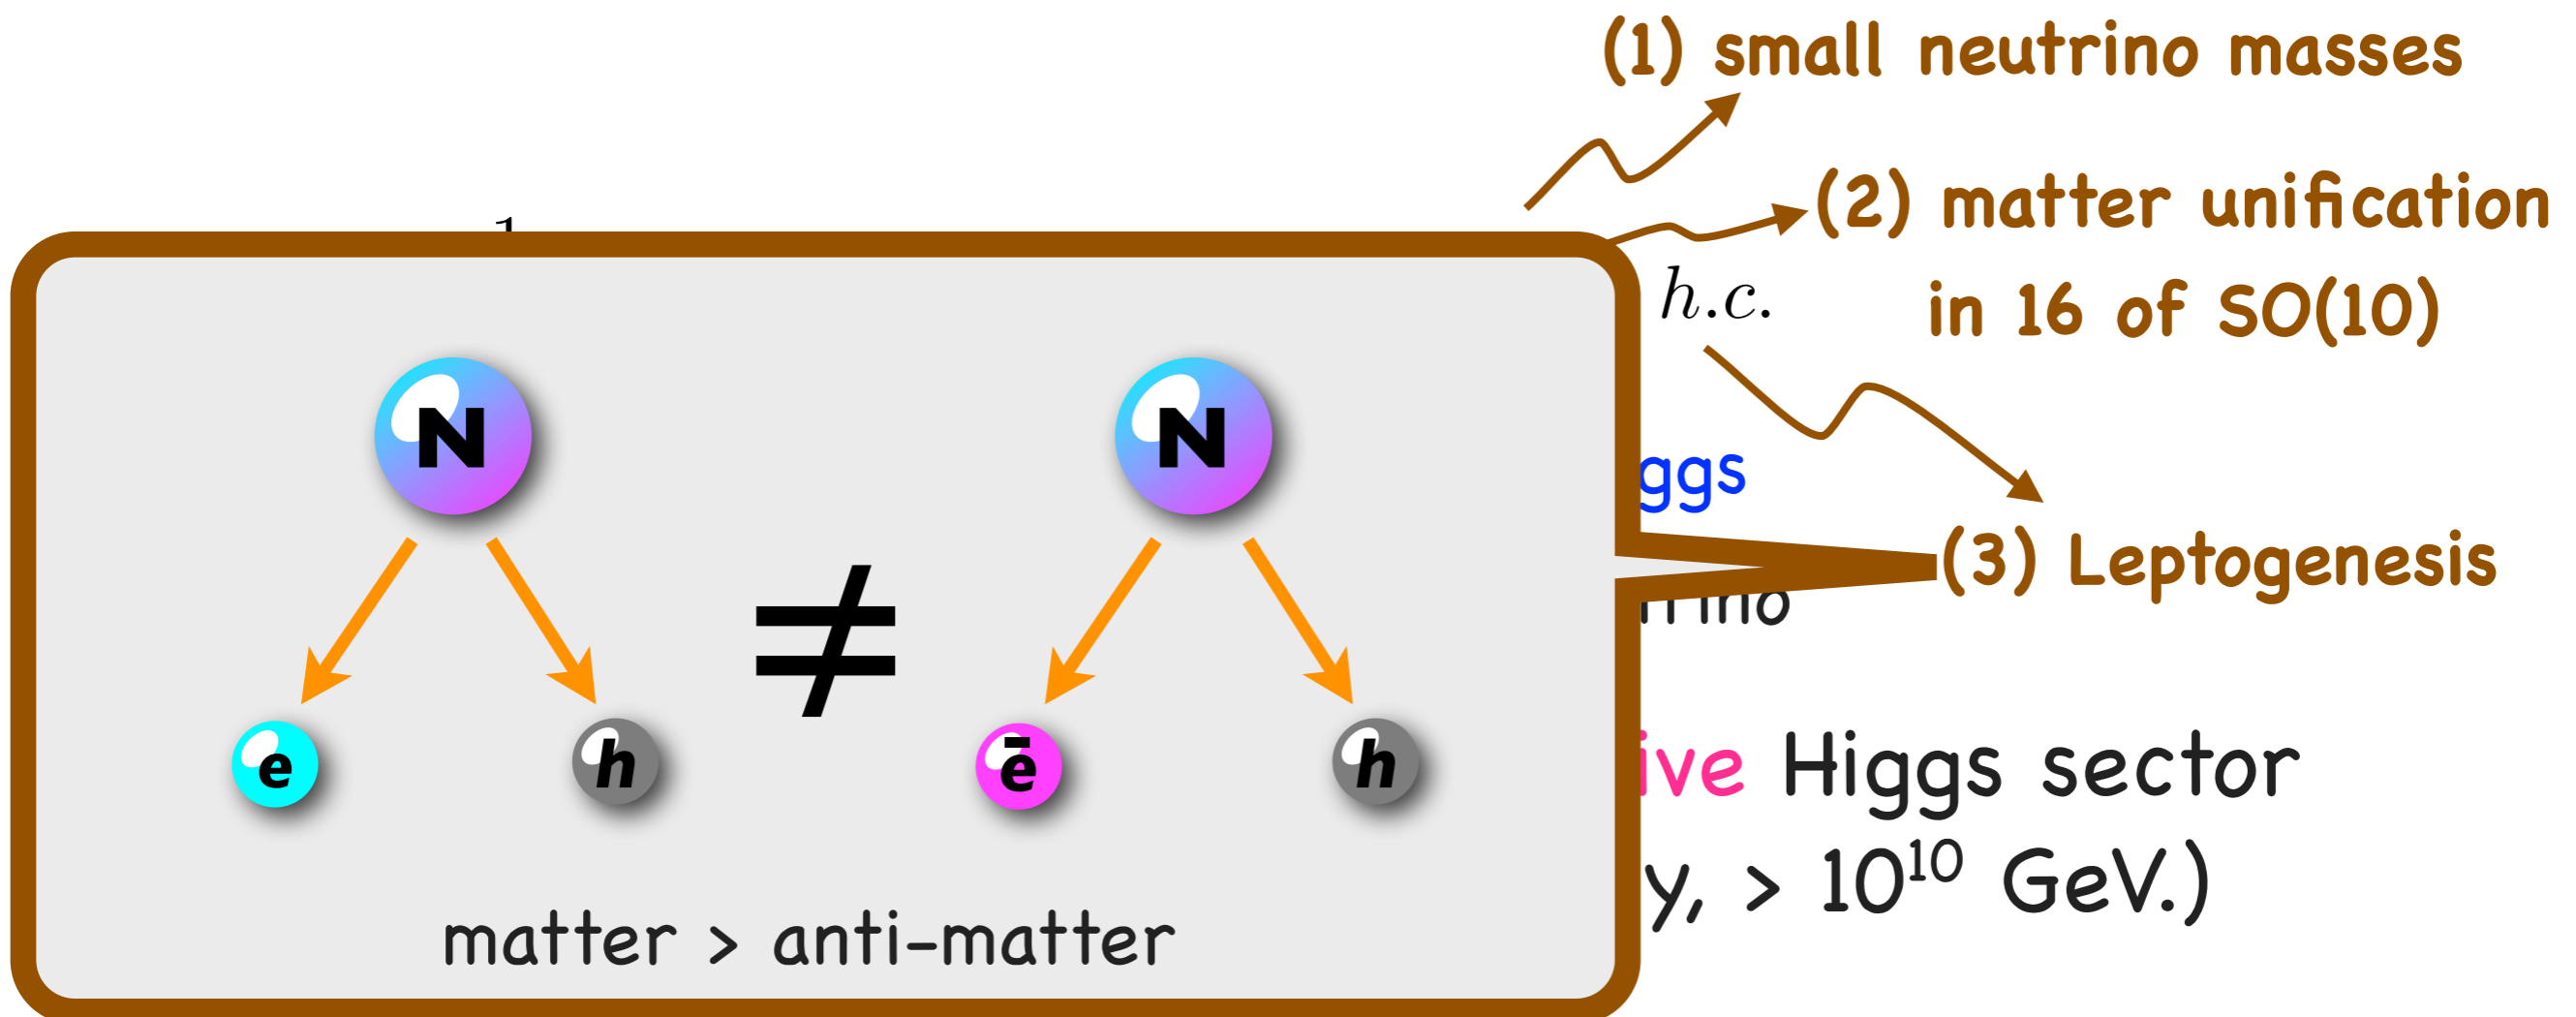 (1) small neutrino masses
(2) matter unification
in 16 of SO(10)
h.c.
N
N
ggs
(3) Leptogenesis
≠
ino
e
h
ē
h
ive Higgs sector
y, > 10¹⁰ GeV.)
matter > anti-matter